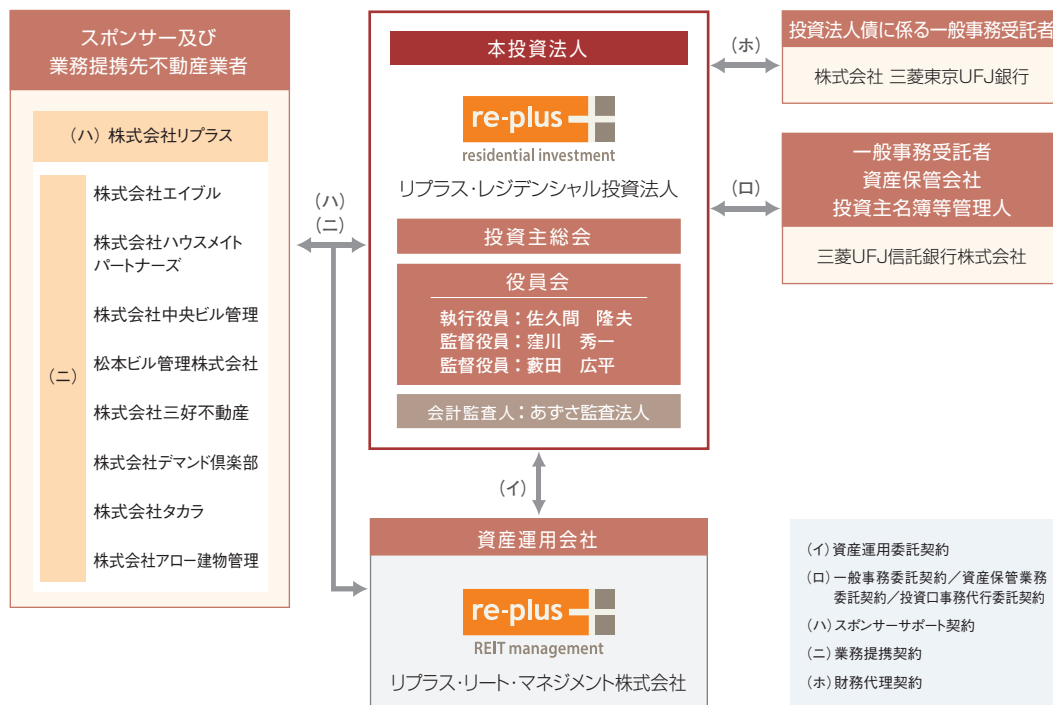 スポンサー及び
業務提携先不動産業者
（ハ）株式会社リプラス
（ニ）
株式会社エイブル
株式会社ハウスメイト
パートナーズ
株式会社中央ビル管理
松本ビル管理株式会社
株式会社三好不動産
株式会社デマンド倶楽部
株式会社タカラ
株式会社アロー建物管理
（ハ）
（ニ）
本投資法人
re-plus
residential investment
リプラス・レジデンシャル投資法人
投資主総会
役員会
執行役員：佐久間　隆夫
監督役員：窪川　秀一
監督役員：藪田　広平
会計監査人：あずさ監査法人
（イ）
資産運用会社
re-plus
REIT management
リプラス・リート・マネジメント株式会社
（ホ）
投資法人債に係る一般事務受託者
株式会社 三菱東京UFJ銀行
（ロ）
一般事務受託者
資産保管会社
投資主名簿等管理人
三菱UFJ信託銀行株式会社
（イ）資産運用委託契約
（ロ）一般事務委託契約／資産保管業務
委託契約／投資口事務代行委託契約
（ハ）スポンサーサポート契約
（ニ）業務提携契約
（ホ）財務代理契約